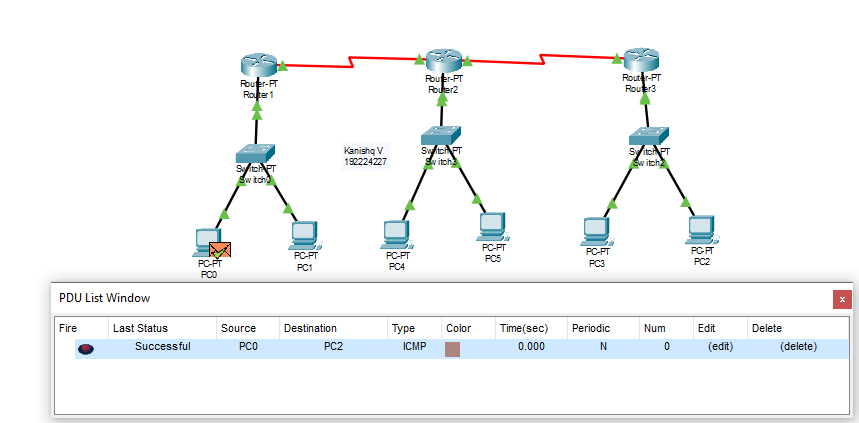 Router-PT
Router1
Router-PT
Router2
Router-PT
Router3
Switch-PT
Switch0
Kanishq V
192224227
Switch-PT
Switch3
Switch-PT
Switch2
PC-PT
PC0
PC-PT
PC1
PC-PT
PC4
PC-PT
PC5
PC-PT
PC3
PC-PT
PC2
PDU List Window
x
Fire Last Status Source Destination Type Color Time(sec) Periodic Num Edit Delete
Successful PC0 PC2 ICMP 0.000 N 0 (edit) (delete)